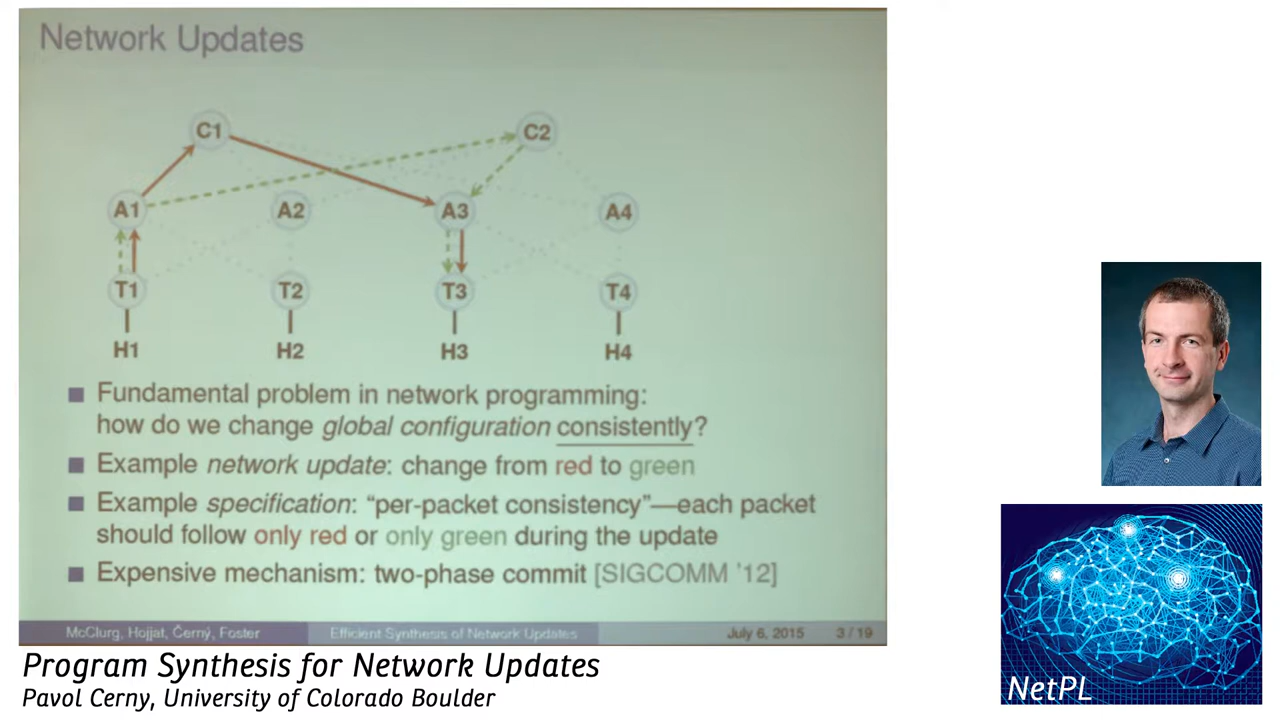 Network Updates
C1 C2
A1 A2 A3 A4
T1 T2 T3 T4
H1 H2 H3 H4
Fundamental problem in network programming:
how do we change global configuration consistently?
Example network update: change from red to green
Example specification: “per-packet consistency”—each packet
should follow only red or only green during the update
Expensive mechanism: two-phase commit [SIGCOMM '12]
McClurg, Hojjat, Černý, Foster Efficient Synthesis of Network Updates July 6, 2015 3 / 19
Program Synthesis for Network Updates
Pavol Cerny, University of Colorado Boulder
NetPL